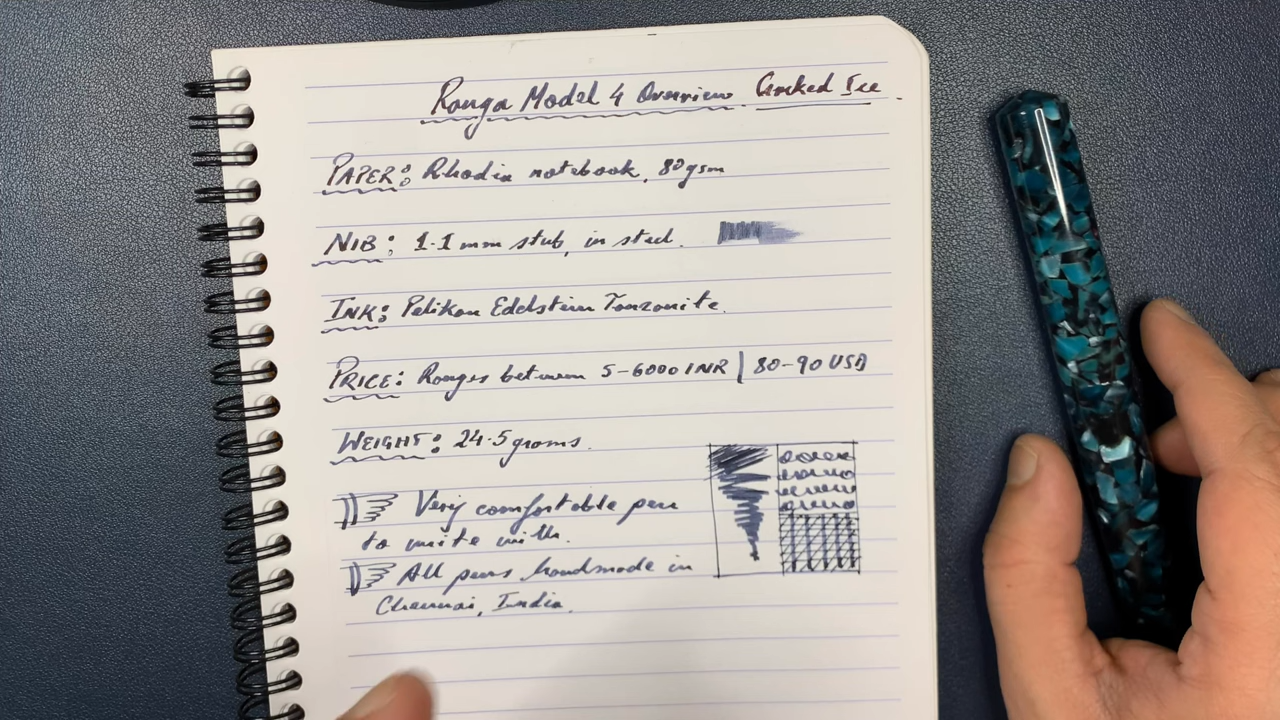 Ranga Model 4 Overview Cracked Ice
PAPER: Rhodia notebook, 80gsm
NIB: 1.1mm stub, in steel.
INK: Pelikan Edelstein Tanzanite.
PRICE: Ranges between 5-6000 INR | 80-90 USD
WEIGHT: 24.5 grams.
Very comfortable pen
to write with.
All pens handmade in
Chennai, India.